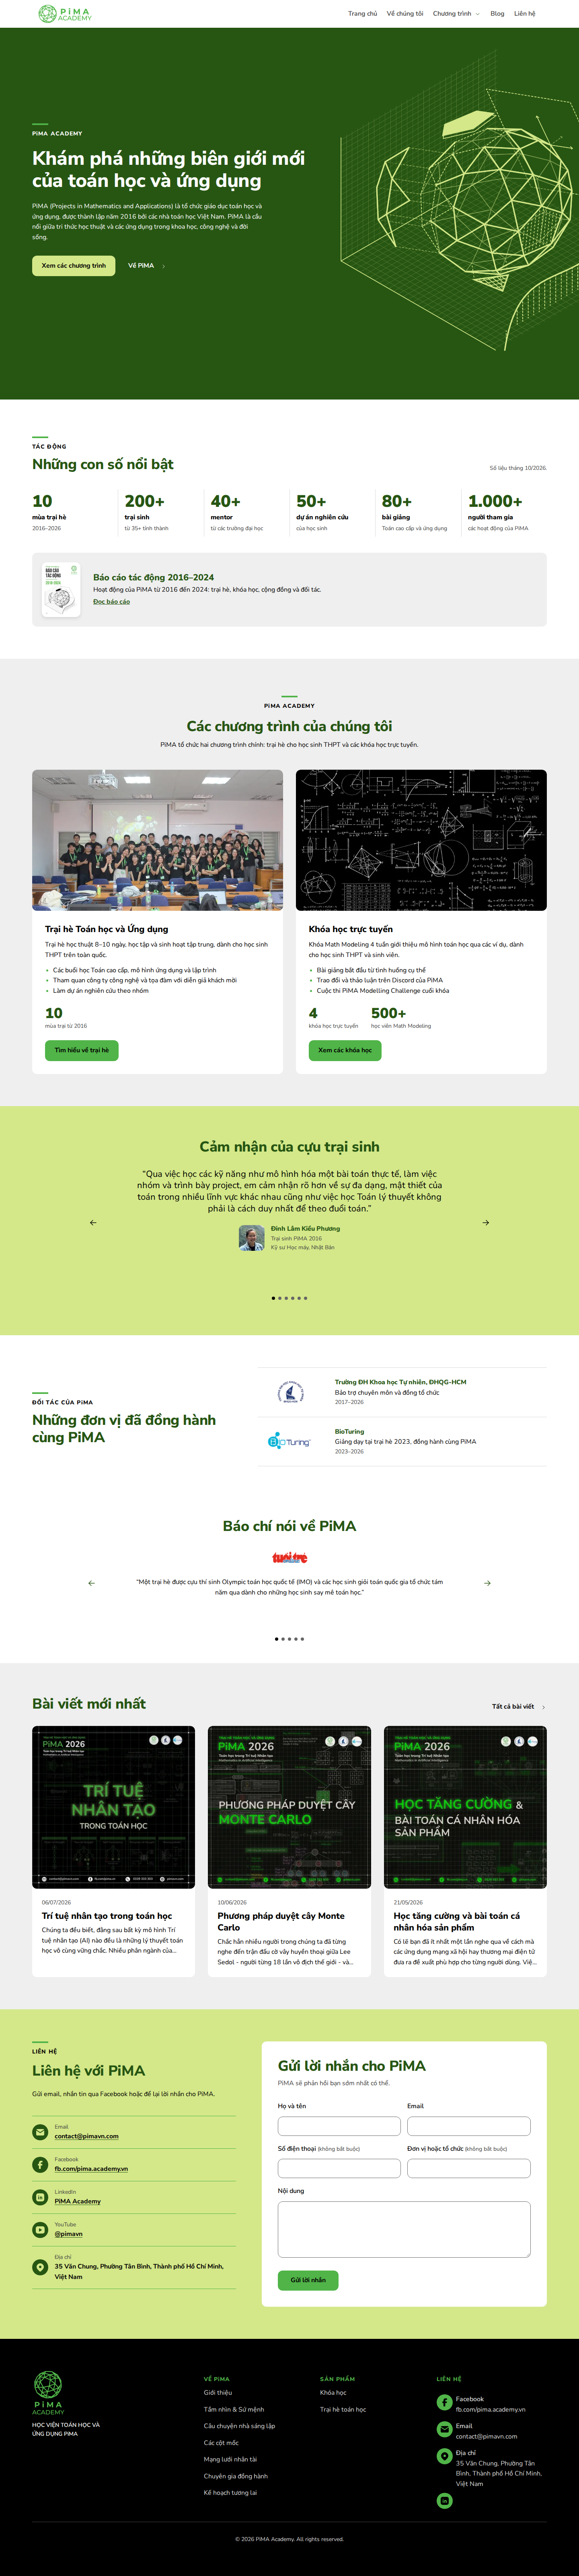 PiMA
ACADEMY
Trang chủ
Về chúng tôi
Chương trình
Blog
Liên hệ
PiMA ACADEMY
Khám phá những biên giới mới
của toán học và ứng dụng
PiMA (Projects in Mathematics and Applications) là tổ chức giáo dục toán học và
ứng dụng, được thành lập năm 2016 bởi các nhà toán học Việt Nam. PiMA là cầu
nối giữa tri thức học thuật và các ứng dụng trong khoa học, công nghệ và đời
sống.
Xem các chương trình
Về PiMA
TÁC ĐỘNG
Những con số nổi bật
Số liệu tháng 10/2026.
10
mùa trại hè
2016–2026
200+
trại sinh
từ 35+ tỉnh thành
40+
mentor
từ các trường đại học
50+
dự án nghiên cứu
của học sinh
80+
bài giảng
Toán cao cấp và ứng dụng
1.000+
người tham gia
các hoạt động của PiMA
BÁO CÁO
TÁC ĐỘNG
2016-2024
Báo cáo tác động 2016–2024
Hoạt động của PiMA từ 2016 đến 2024: trại hè, khóa học, cộng đồng và đối tác.
Đọc báo cáo
PiMA ACADEMY
Các chương trình của chúng tôi
PiMA tổ chức hai chương trình chính: trại hè cho học sinh THPT và các khóa học trực tuyến.
Trại hè Toán học và Ứng dụng
Trại hè học thuật 8–10 ngày, học tập và sinh hoạt tập trung, dành cho học sinh
THPT trên toàn quốc.
Các buổi học Toán cao cấp, mô hình ứng dụng và lập trình
Tham quan công ty công nghệ và tọa đàm với diễn giả khách mời
Làm dự án nghiên cứu theo nhóm
10
mùa trại từ 2016
Tìm hiểu về trại hè
Khóa học trực tuyến
Khóa Math Modeling 4 tuần giới thiệu mô hình toán học qua các ví dụ, dành
cho học sinh THPT và sinh viên.
Bài giảng bắt đầu từ tình huống cụ thể
Trao đổi và thảo luận trên Discord của PiMA
Cuộc thi PiMA Modelling Challenge cuối khóa
4
khóa học trực tuyến
500+
học viên Math Modeling
Xem các khóa học
Cảm nhận của cựu trại sinh
“Qua việc học các kỹ năng như mô hình hóa một bài toán thực tế, làm việc
nhóm và trình bày project, em cảm nhận rõ hơn về sự đa dạng, mặt thiết của
toán trong nhiều lĩnh vực khác nhau cũng như việc học Toán lý thuyết không
phải là cách duy nhất để theo đuổi toán.”
Đinh Lâm Kiều Phương
Trại sinh PiMA 2016
Kỹ sư Học máy, Nhật Bản
ĐỐI TÁC CỦA PiMA
Những đơn vị đã đồng hành
cùng PiMA
Trường ĐH Khoa học Tự nhiên, ĐHQG-HCM
Bảo trợ chuyên môn và đồng tổ chức
2017–2026
BioTuring
BioTuring
Giảng dạy tại trại hè 2023, đồng hành cùng PiMA
2023–2026
Báo chí nói về PiMA
tuổi trẻ
“Một trại hè được cựu thí sinh Olympic toán học quốc tế (IMO) và các học sinh giỏi toán quốc gia tổ chức tám
năm qua dành cho những học sinh say mê toán học.”
Bài viết mới nhất
Tất cả bài viết
PiMA 2026
TRÍ TUỆ
NHÂN TẠO
TRONG TOÁN HỌC
06/07/2026
Trí tuệ nhân tạo trong toán học
Chúng ta đều biết, đằng sau bất kỳ mô hình Trí
tuệ nhân tạo (AI) nào đều là những lý thuyết toán
học vô cùng vững chắc. Nhiều phân ngành của...
PiMA 2026
PHƯƠNG PHÁP DUYỆT CÂY
MONTE CARLO
10/06/2026
Phương pháp duyệt cây Monte
Carlo
Chắc hẳn nhiều người trong chúng ta đã từng
nghe đến trận đấu cờ vây huyền thoại giữa Lee
Sedol - người từng 18 lần vô địch thế giới - và...
PiMA 2026
HỌC TĂNG CƯỜNG &
BÀI TOÁN CÁ NHÂN HÓA
SẢN PHẨM
21/05/2026
Học tăng cường và bài toán cá
nhân hóa sản phẩm
Có lẽ bạn đã ít nhất một lần nghe qua về cách mà
các ứng dụng mạng xã hội hay thương mại điện tử
đưa ra đề xuất phù hợp cho từng người dùng. Việ...
LIÊN HỆ
Liên hệ với PiMA
Gửi email, nhắn tin qua Facebook hoặc để lại lời nhắn cho PiMA.
Email
contact@pimavn.com
Facebook
fb.com/pima.academy.vn
LinkedIn
PiMA Academy
YouTube
@pimavn
Địa chỉ
35 Văn Chung, Phường Tân Bình, Thành phố Hồ Chí Minh,
Việt Nam
Gửi lời nhắn cho PiMA
PiMA sẽ phản hồi bạn sớm nhất có thể.
Họ và tên
Email
Số điện thoại (không bắt buộc)
Đơn vị hoặc tổ chức (không bắt buộc)
Nội dung
Gửi lời nhắn
PiMA
ACADEMY
HỌC VIỆN TOÁN HỌC VÀ
ỨNG DỤNG PIMA
VỀ PiMA
Giới thiệu
Tầm nhìn & Sứ mệnh
Câu chuyện nhà sáng lập
Các cột mốc
Mạng lưới nhân tài
Chuyên gia đồng hành
Kế hoạch tương lai
SẢN PHẨM
Khóa học
Trại hè toán học
LIÊN HỆ
Facebook
fb.com/pima.academy.vn
Email
contact@pimavn.com
Địa chỉ
35 Văn Chung, Phường Tân
Bình, Thành phố Hồ Chí Minh,
Việt Nam
© 2026 PiMA Academy. All rights reserved.